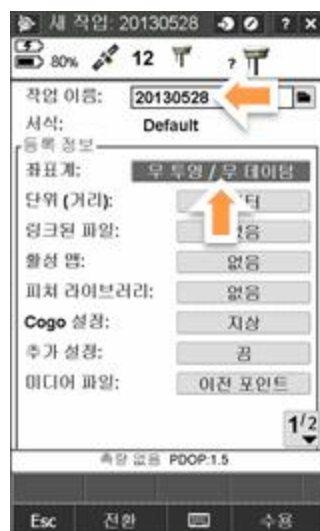 새 작업: 20130528 ? ×
80% 12 ?
작업 이름: 20130528
서식: Default
등록 정보
좌표계: 무 투영 / 무 데이텀
단위 (거리): 터
링크된 파일: 없음
활성 맵: 없음
피쳐 라이브러리: 없음
Cogo 설정: 지상
추가 설정: 끔
미디어 파일: 이전 포인트
1/2
측량 없음 PDOP:1.5
Esc 전환 수용